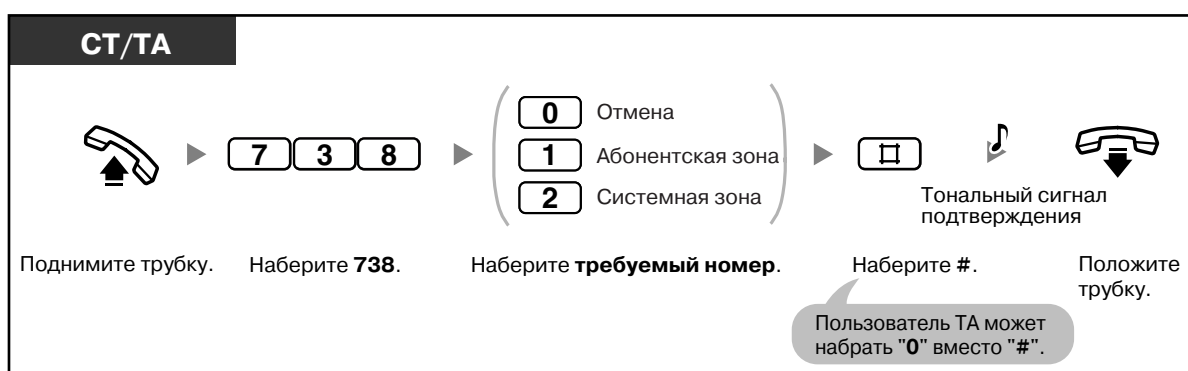 СТ/ТА
0 Отмена
7 3 8
1 Абонентская зона
2 Системная зона
Тональный сигнал
подтверждения
Поднимите трубку.
Наберите 738.
Наберите требуемый номер.
Наберите #.
Положите
трубку.
Пользователь ТА может
набрать "0" вместо "#".